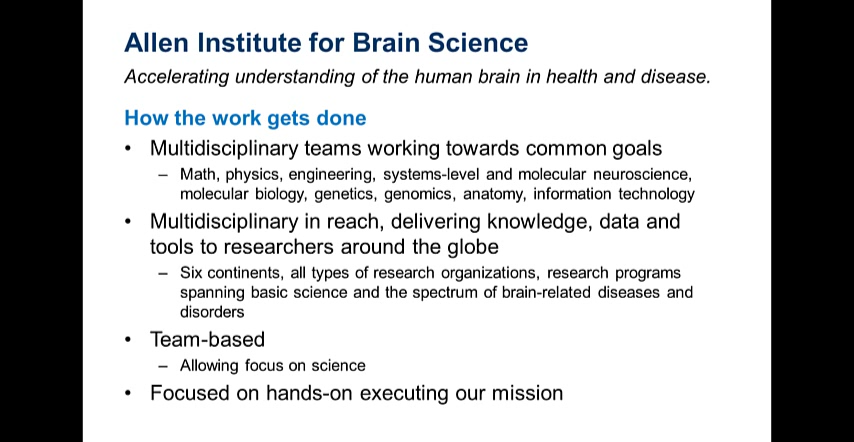 Allen Institute for Brain Science
Accelerating understanding of the human brain in health and disease.
How the work gets done
• Multidisciplinary teams working towards common goals
– Math, physics, engineering, systems-level and molecular neuroscience,
molecular biology, genetics, genomics, anatomy, information technology
• Multidisciplinary in reach, delivering knowledge, data and
tools to researchers around the globe
– Six continents, all types of research organizations, research programs
spanning basic science and the spectrum of brain-related diseases and
disorders
• Team-based
– Allowing focus on science
• Focused on hands-on executing our mission